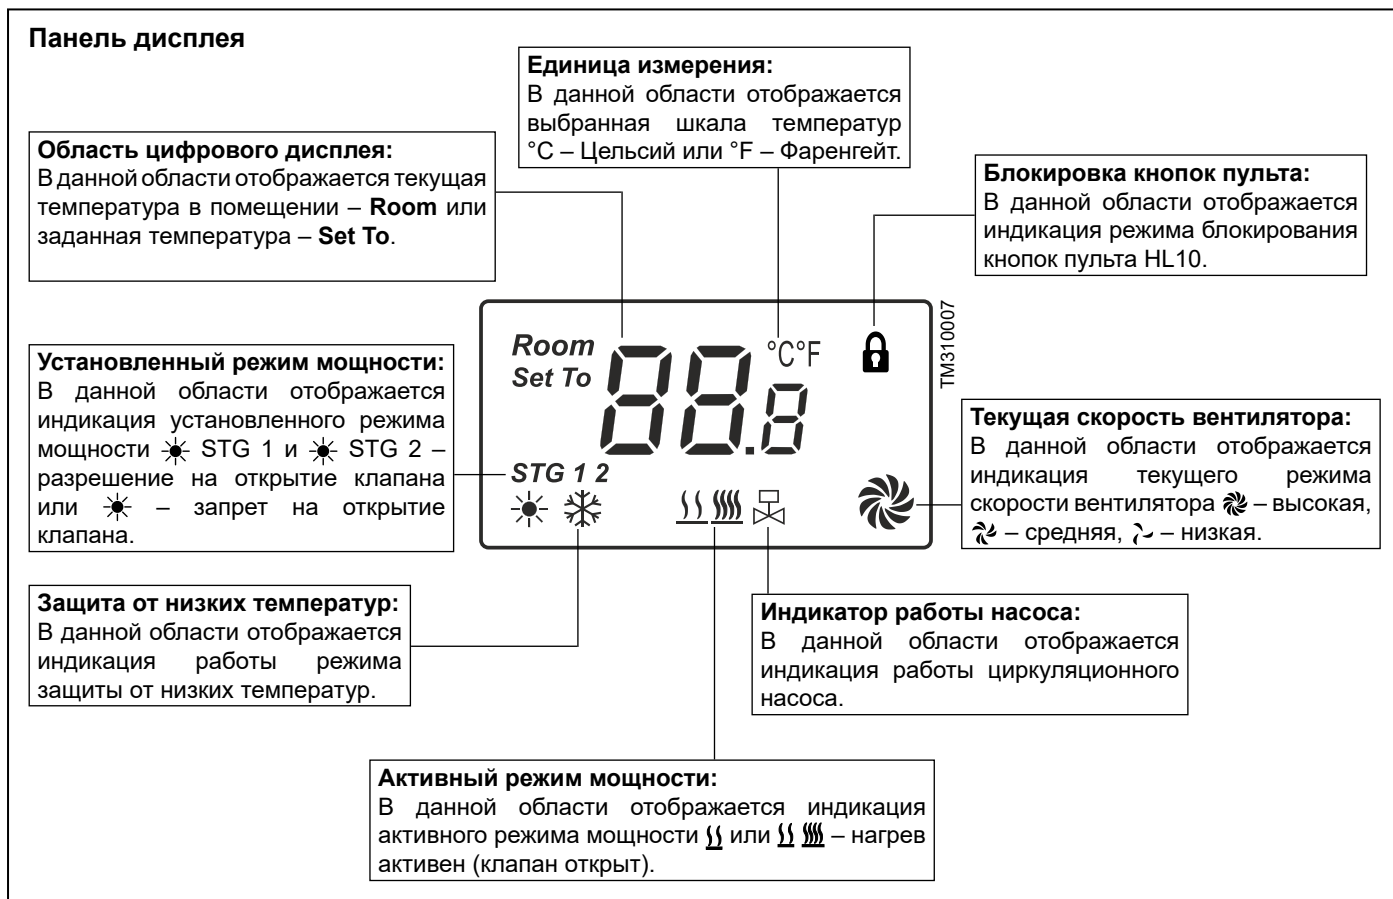 Панель дисплея
Единица измерения:
В данной области отображается
выбранная шкала температур
°C – Цельсий или °F – Фаренгейт.
Область цифрового дисплея:
В данной области отображается текущая
температура в помещении – Room или
заданная температура – Set To.
Блокировка кнопок пульта:
В данной области отображается
индикация режима блокирования
кнопок пульта HL10.
Установленный режим мощности:
В данной области отображается
индикация установленного режима
мощности STG 1 и STG 2 –
разрешение на открытие клапана
или – запрет на открытие
клапана.
Room
Set To
88.8
°C°F
STG 1 2
TM310007
Текущая скорость вентилятора:
В данной области отображается
индикация текущего режима
скорости вентилятора – высокая,
– средняя, – низкая.
Защита от низких температур:
В данной области отображается
индикация работы режима
защиты от низких температур.
Индикатор работы насоса:
В данной области отображается
индикация работы циркуляционного
насоса.
Активный режим мощности:
В данной области отображается индикация
активного режима мощности или – нагрев
активен (клапан открыт).